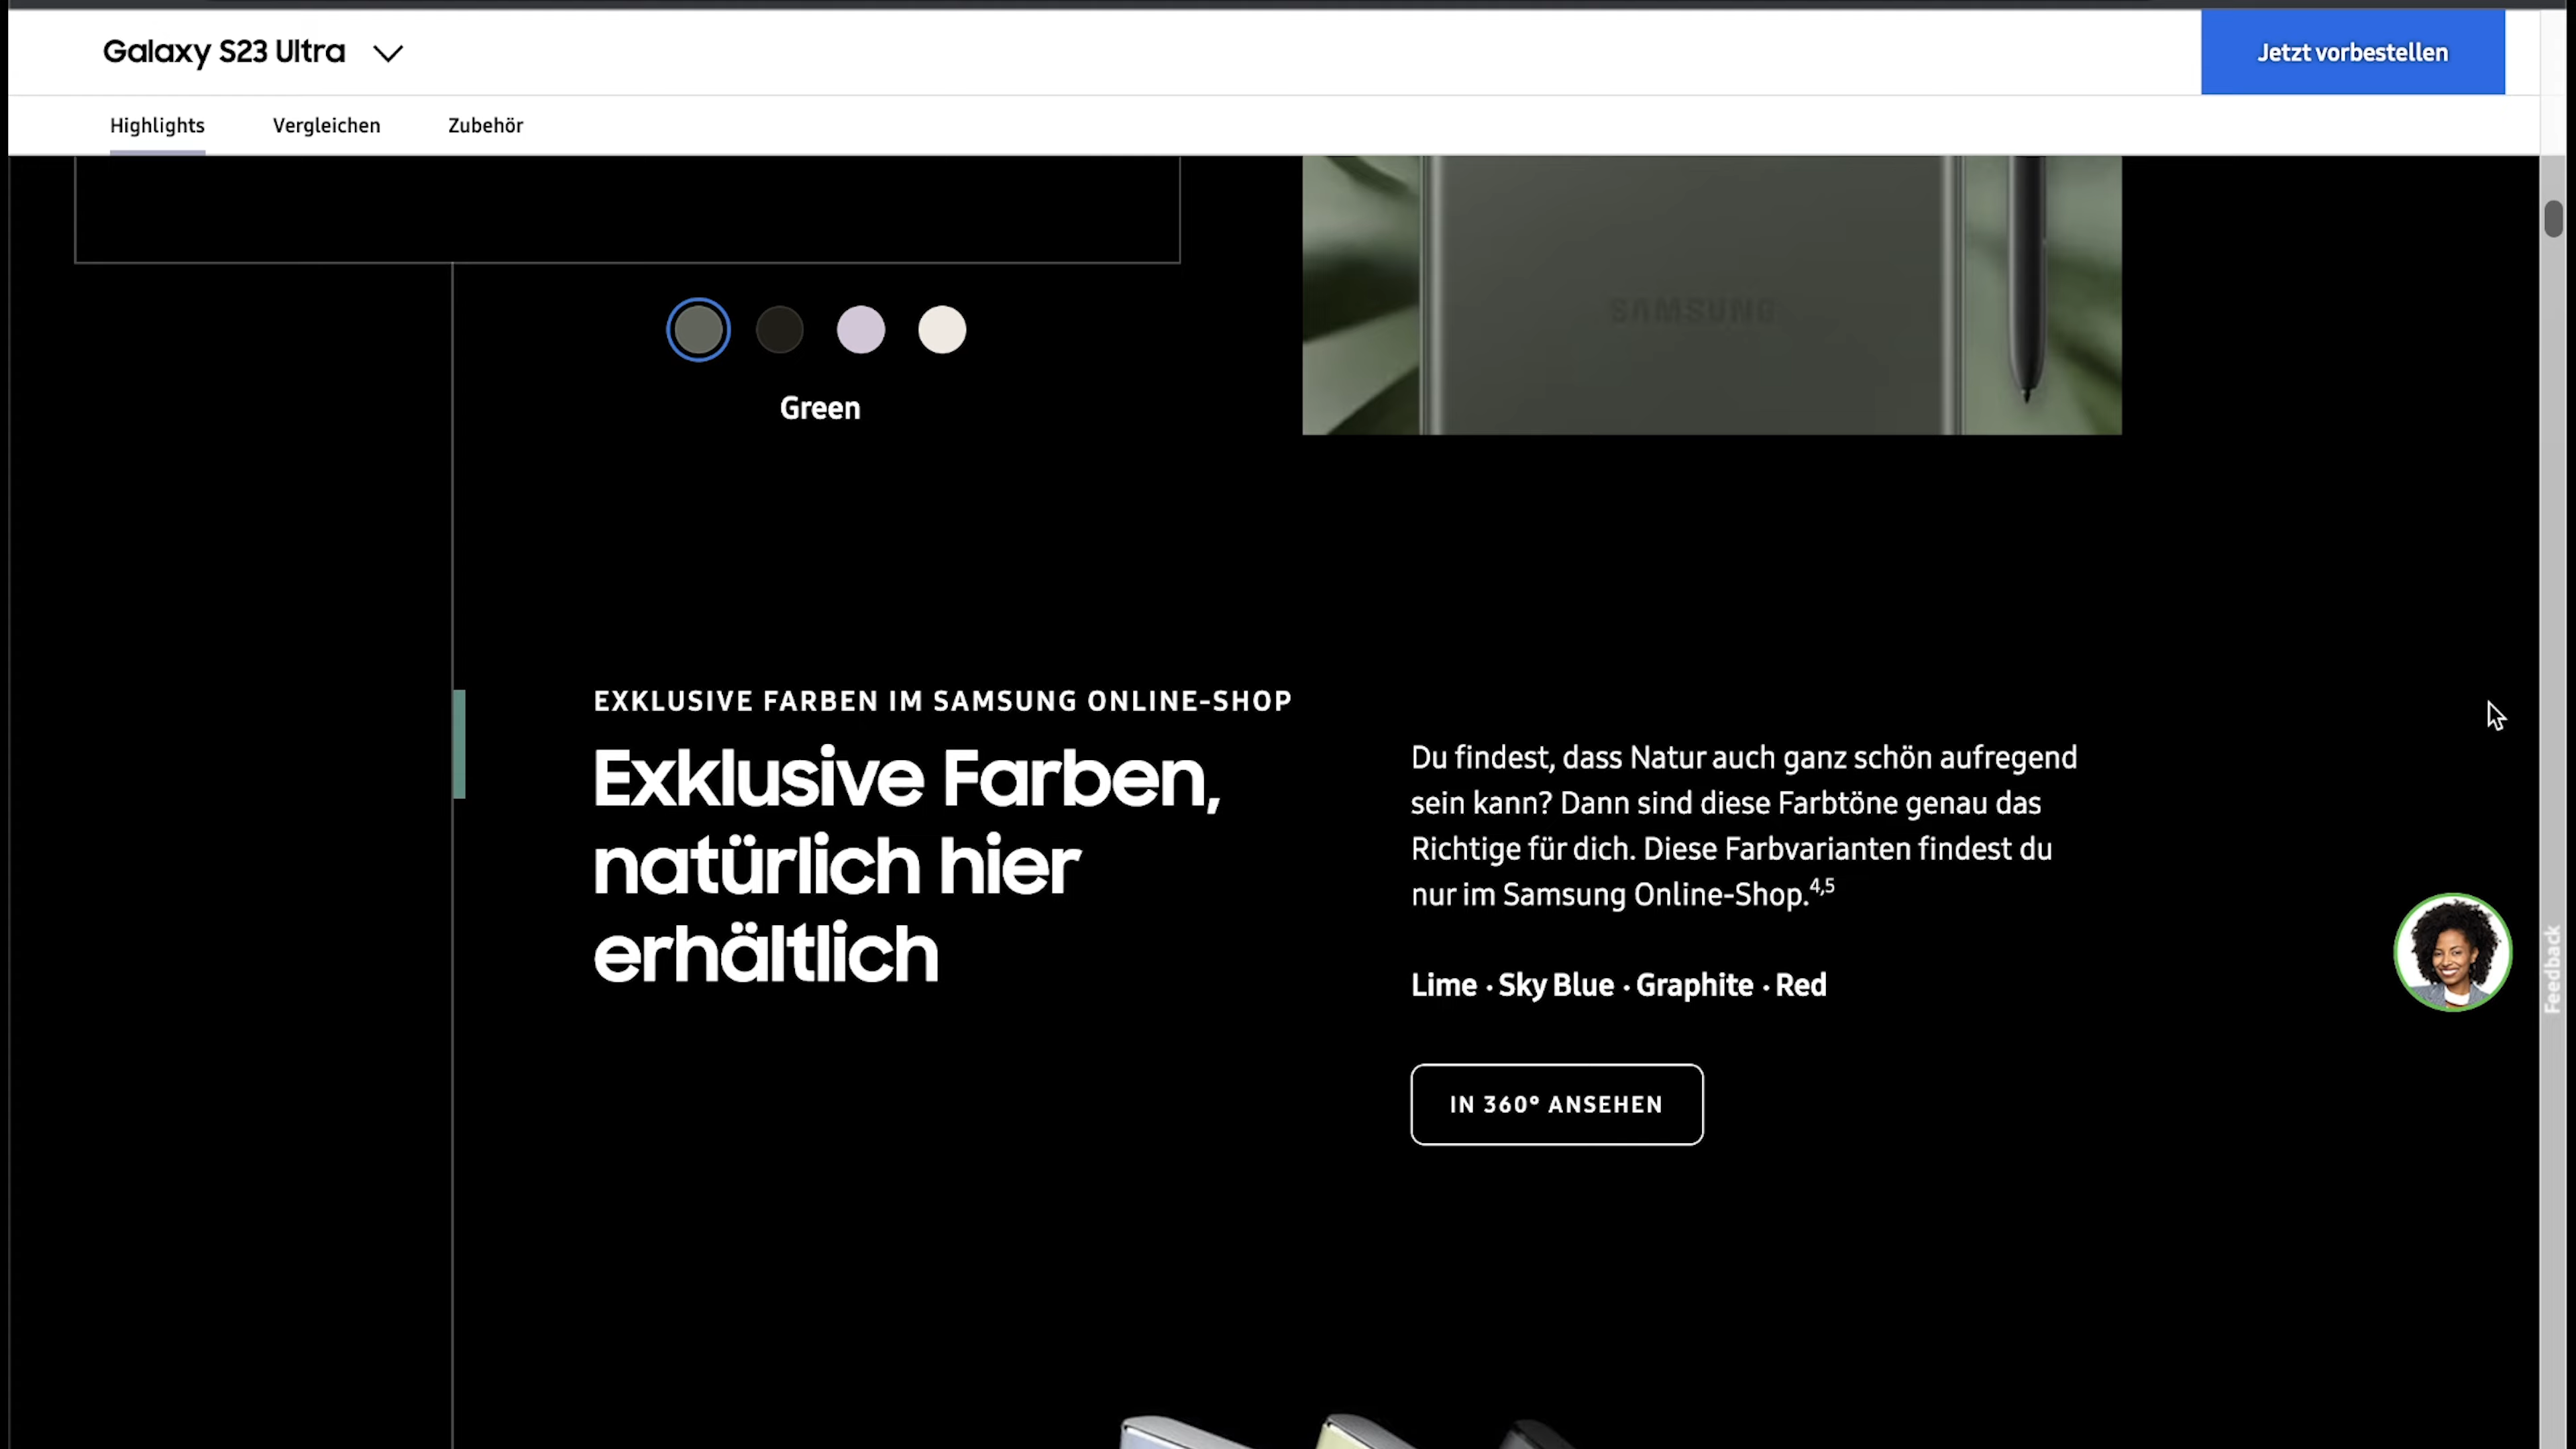 Galaxy S23 Ultra
Jetzt vorbestellen
Highlights
Vergleichen
Zubehör
SAMSUNG
Green
EXKLUSIVE FARBEN IM SAMSUNG ONLINE-SHOP
Exklusive Farben,
natürlich hier
erhältlich
Du findest, dass Natur auch ganz schön aufregend
sein kann? Dann sind diese Farbtöne genau das
Richtige für dich. Diese Farbvarianten findest du
nur im Samsung Online-Shop.4,5
Lime · Sky Blue · Graphite · Red
IN 360° ANSEHEN
Feedback